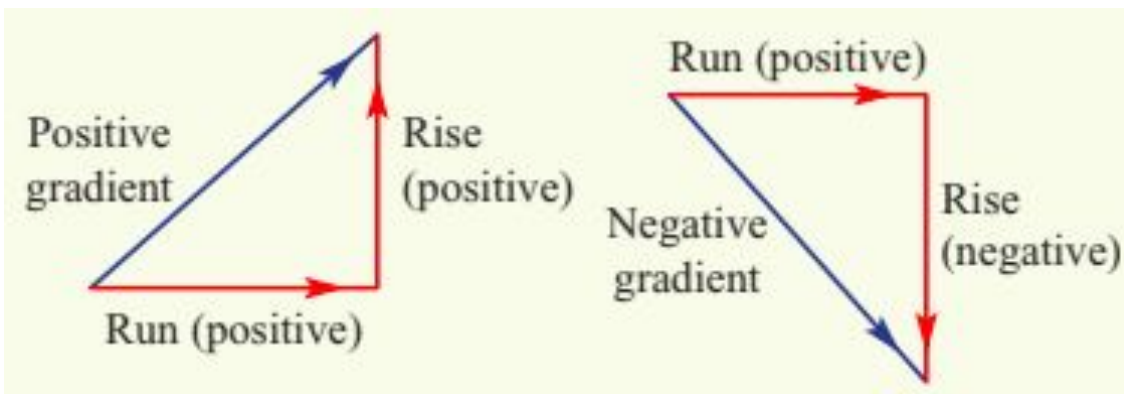 Positive
gradient
Rise
(positive)
Run (positive)
Run (positive)
Negative
gradient
Rise
(negative)